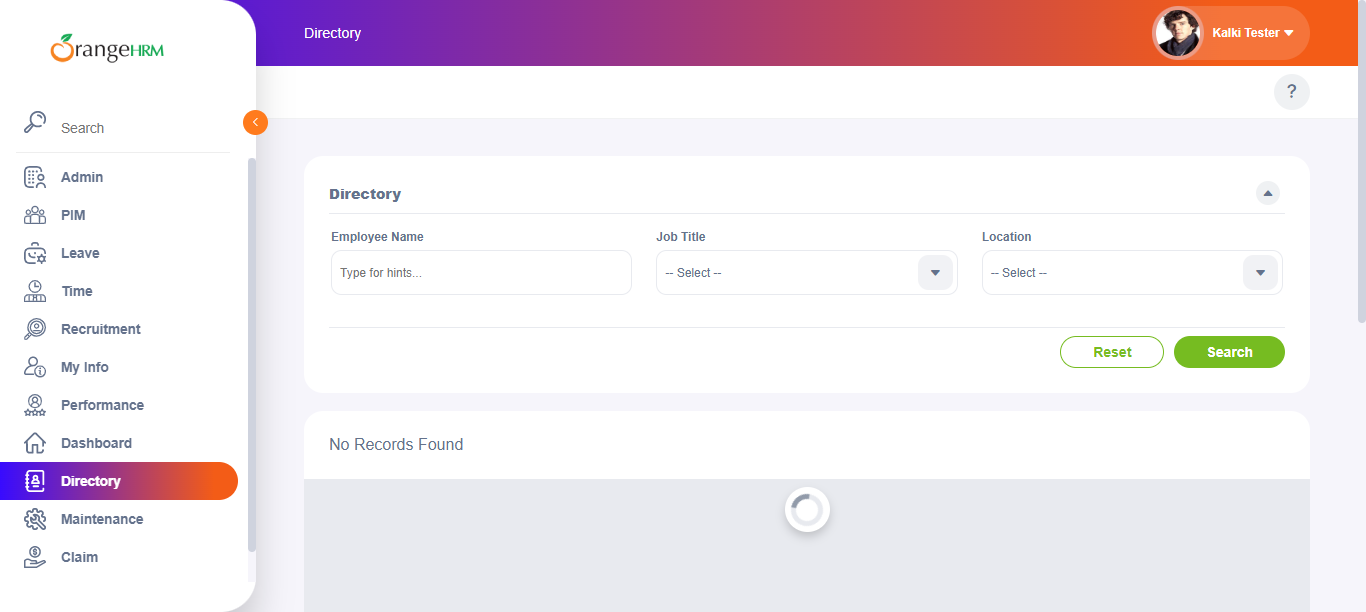 OrangeHRM
Directory
Kalki Tester
?
Search
Admin
PIM
Leave
Time
Recruitment
My Info
Performance
Dashboard
Directory
Maintenance
Claim
Directory
Employee Name
Job Title
Location
Type for hints...
-- Select --
-- Select --
Reset
Search
No Records Found